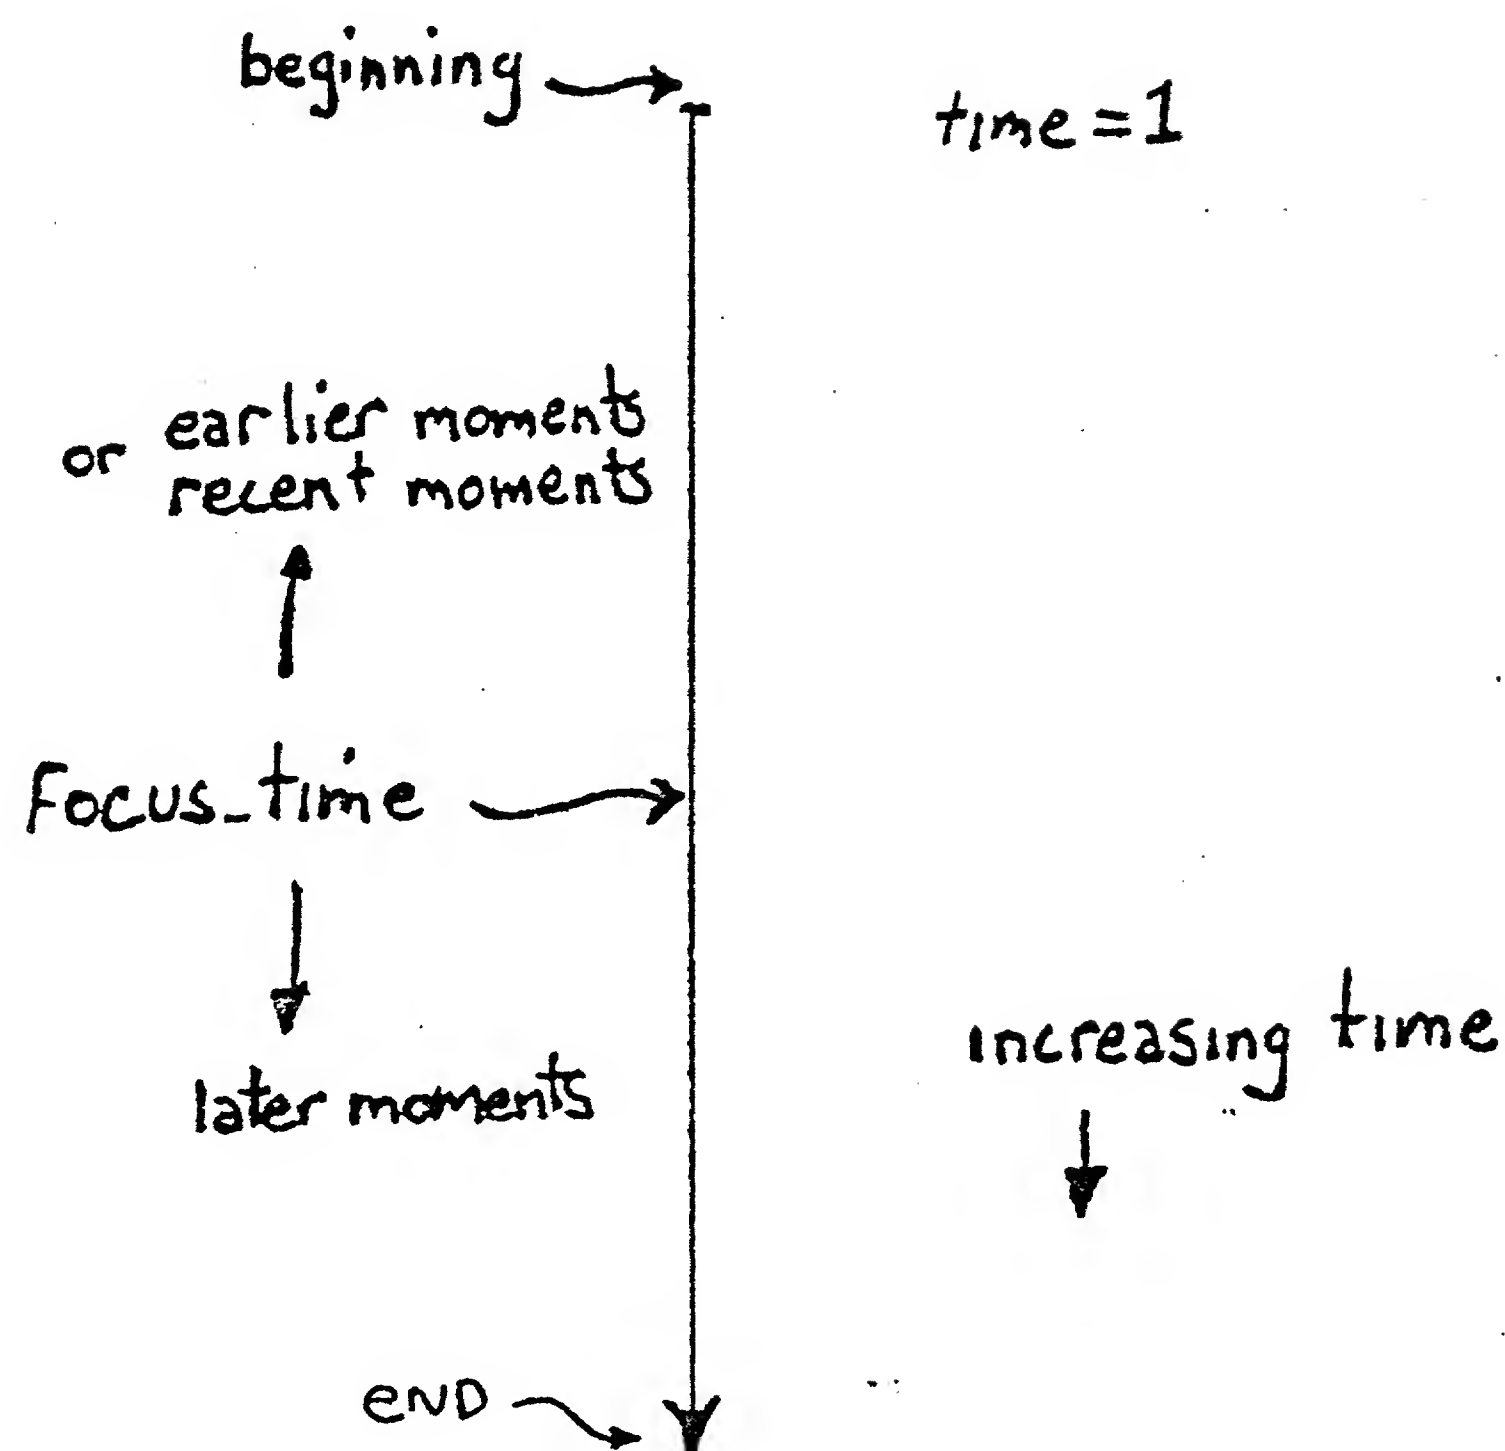 beginning
time = 1
or earlier moments
recent moments
Focus_time
increasing time
later moments
END